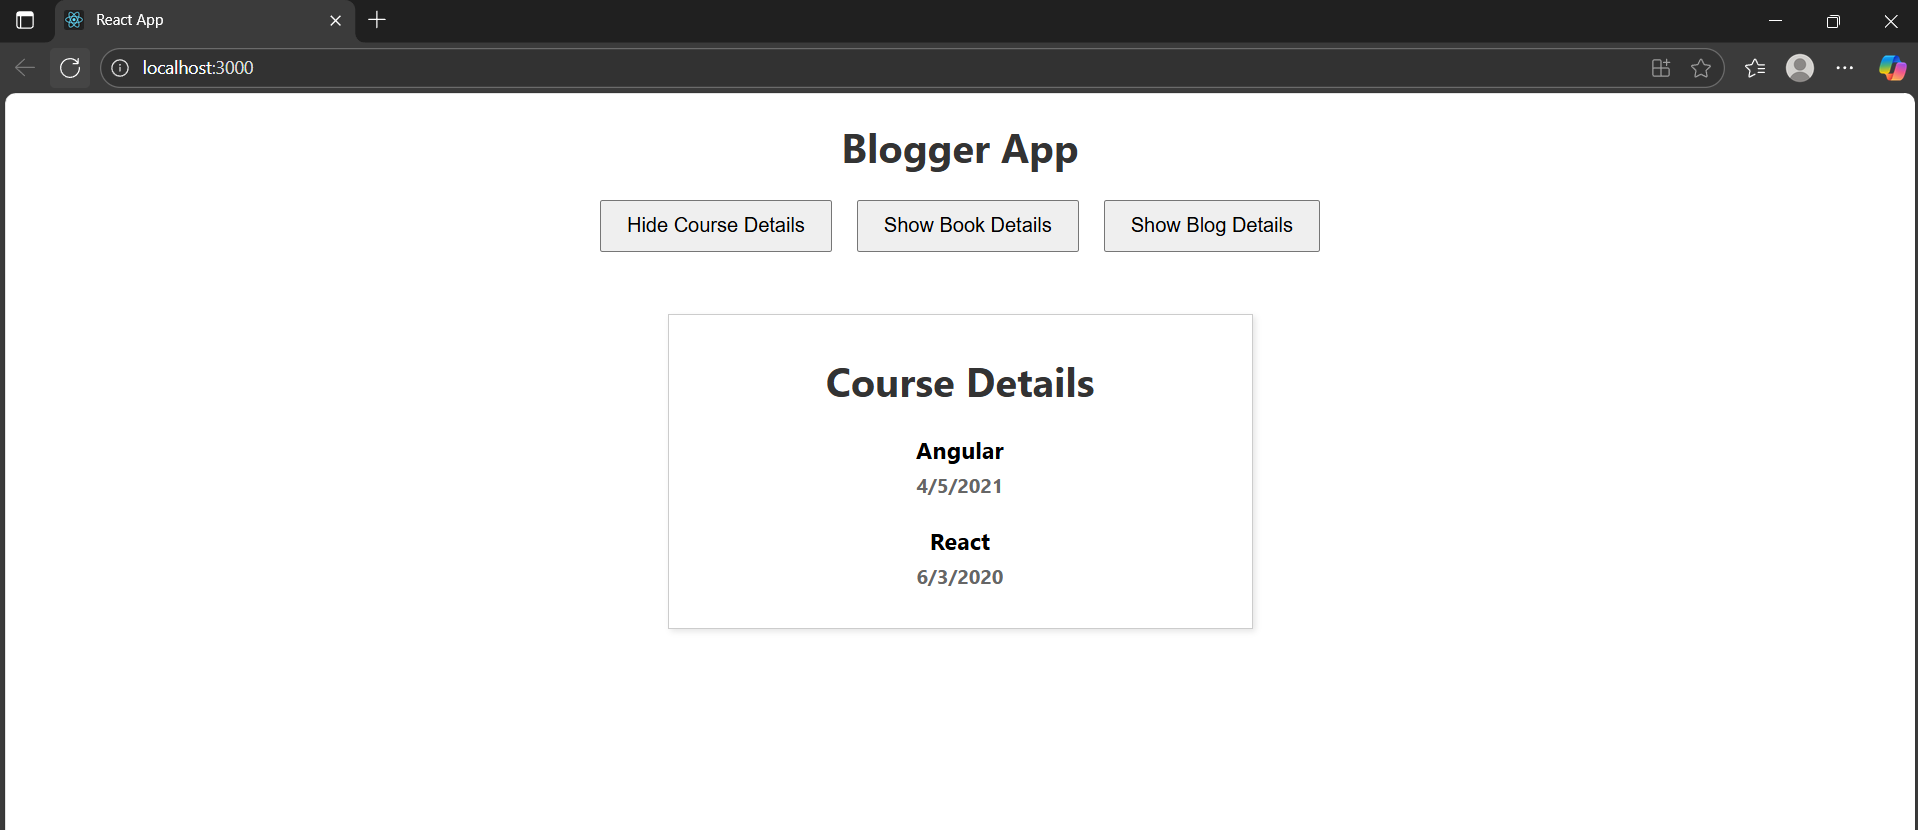 React App
localhost:3000
Blogger App
Hide Course Details Show Book Details Show Blog Details
Course Details
Angular
4/5/2021
React
6/3/2020